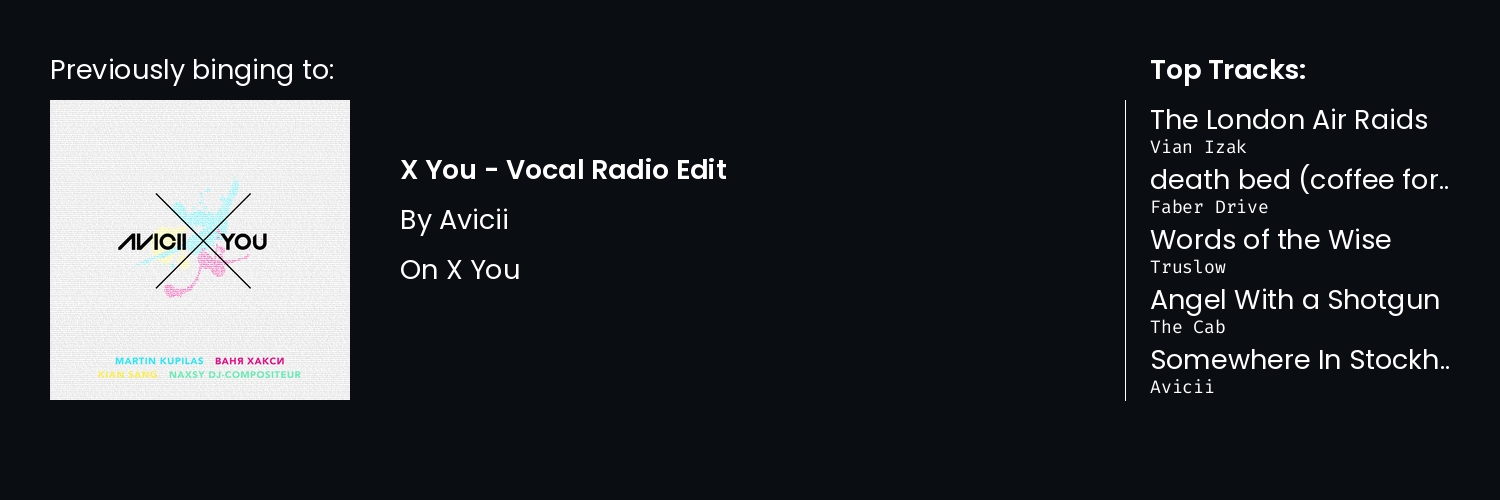 Previously binging to:
AVICII X YOU
MARTIN KUPILAS ВАНЯ ХАКСИ
KIAN SANG NAXSY DJ-COMPOSITEUR
X You - Vocal Radio Edit
By Avicii
On X You
Top Tracks:
The London Air Raids
Vian Izak
death bed (coffee for..
Faber Drive
Words of the Wise
Truslow
Angel With a Shotgun
The Cab
Somewhere In Stockh..
Avicii